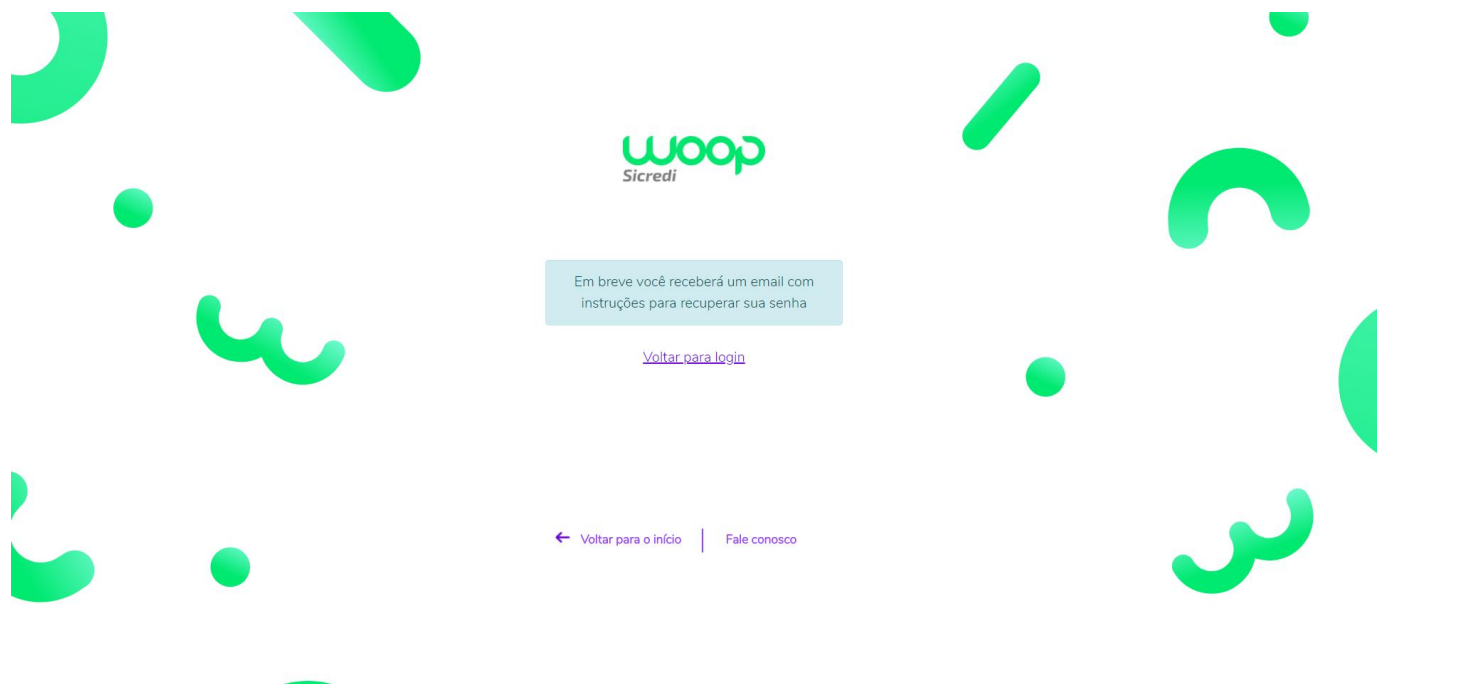 woop
Sicredi
Em breve você receberá um email com
instruções para recuperar sua senha
Voltar para login
Voltar para o início
Fale conosco